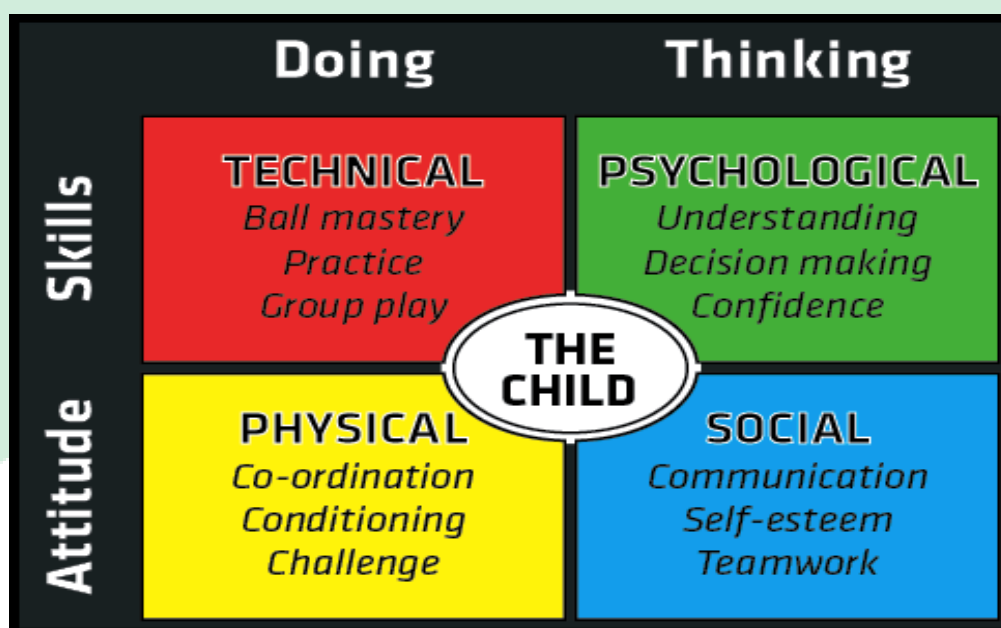 Doing
Thinking
Skills
TECHNICAL
Ball mastery
Practice
Group play
PSYCHOLOGICAL
Understanding
Decision making
Confidence
THE
CHILD
Attitude
PHYSICAL
Co-ordination
Conditioning
Challenge
SOCIAL
Communication
Self-esteem
Teamwork